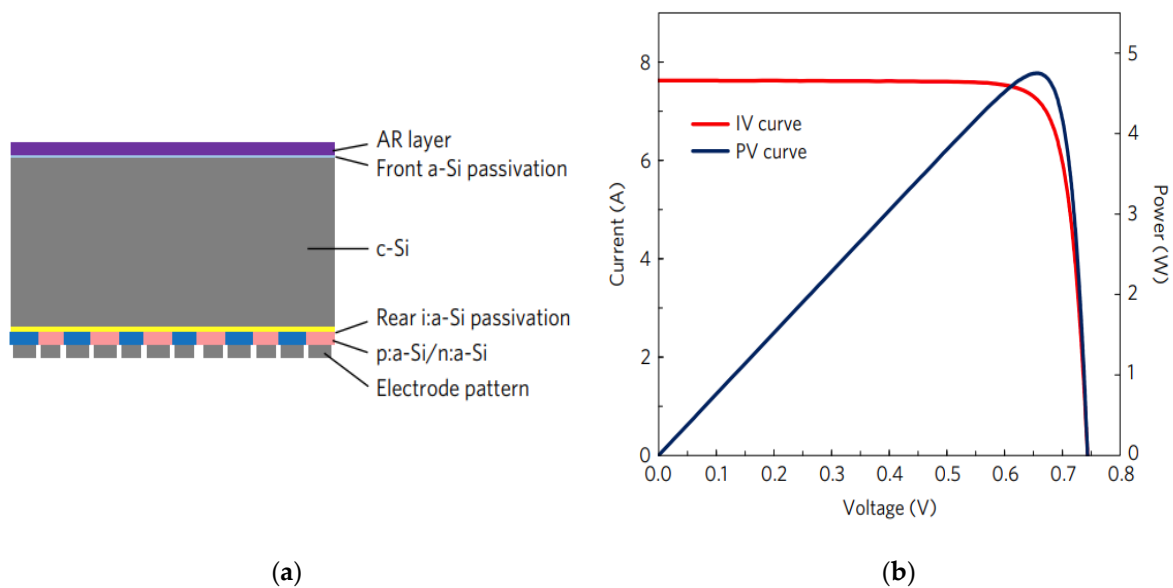 AR layer
Front a-Si passivation
c-Si
Rear i:a-Si passivation
p:a-Si/n:a-Si
Electrode pattern
(a)
Current (A)
8
6
4
2
0
IV curve
PV curve
5
4
3
2
1
0
Power (W)
0.0 0.1 0.2 0.3 0.4 0.5 0.6 0.7 0.8
Voltage (V)
(b)